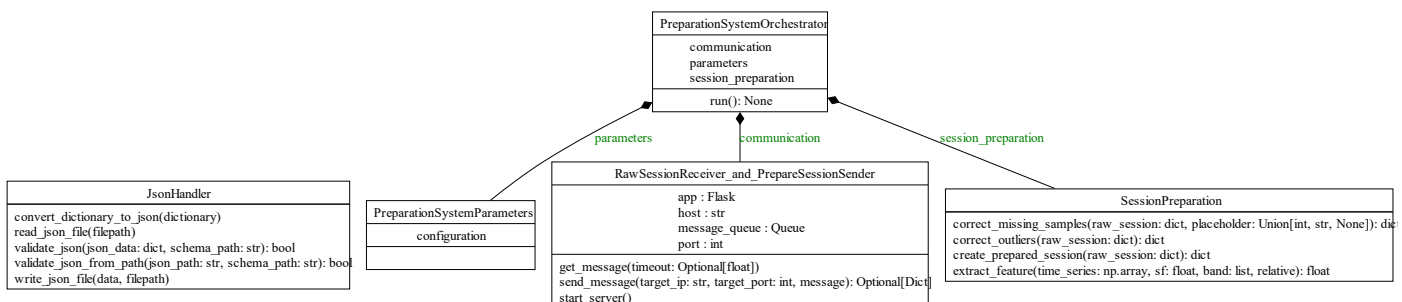 PreparationSystemOrchestrator
communication
parameters
session_preparation
run(): None
parameters
communication
session_preparation
JsonHandler
convert_dictionary_to_json(dictionary)
read_json_file(filepath)
validate_json(json_data: dict, schema_path: str): bool
validate_json_from_path(json_path: str, schema_path: str): bool
write_json_file(data, filepath)
PreparationSystemParameters
configuration
RawSessionReceiver_and_PrepareSessionSender
app : Flask
host : str
message_queue : Queue
port : int
get_message(timeout: Optional[float])
send_message(target_ip: str, target_port: int, message): Optional[Dict]
start_server()
SessionPreparation
correct_missing_samples(raw_session: dict, placeholder: Union[int, str, None]): dict
correct_outliers(raw_session: dict): dict
create_prepared_session(raw_session: dict): dict
extract_feature(time_series: np.array, sf: float, band: list, relative): float